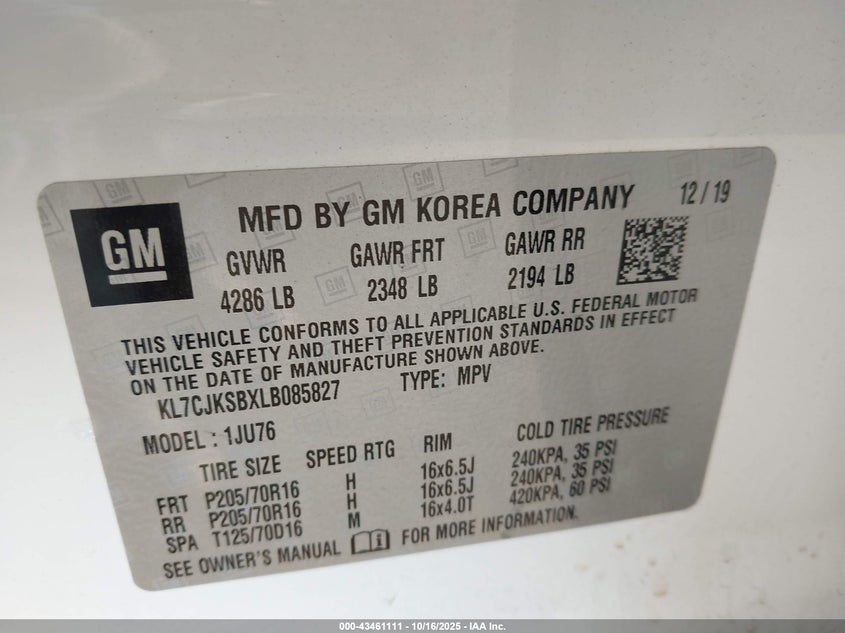 GM
MFD BY GM KOREA COMPANY 12/19
GVWR GAWR FRT GAWR RR
4286 LB 2348 LB 2194 LB
THIS VEHICLE CONFORMS TO ALL APPLICABLE U.S. FEDERAL MOTOR
VEHICLE SAFETY AND THEFT PREVENTION STANDARDS IN EFFECT
ON THE DATE OF MANUFACTURE SHOWN ABOVE.
KL7CJKSBXLB085827 TYPE: MPV
MODEL : 1JU76
TIRE SIZE SPEED RTG RIM COLD TIRE PRESSURE
FRT P205/70R16 H 16x6.5J 240KPA, 35 PSI
RR P205/70R16 H 16x6.5J 240KPA, 35 PSI
SPA T125/70D16 M 16x4.0T 420KPA, 60 PSI
SEE OWNER'S MANUAL FOR MORE INFORMATION.
000-43461111 - 10/16/2025 - IAA Inc.